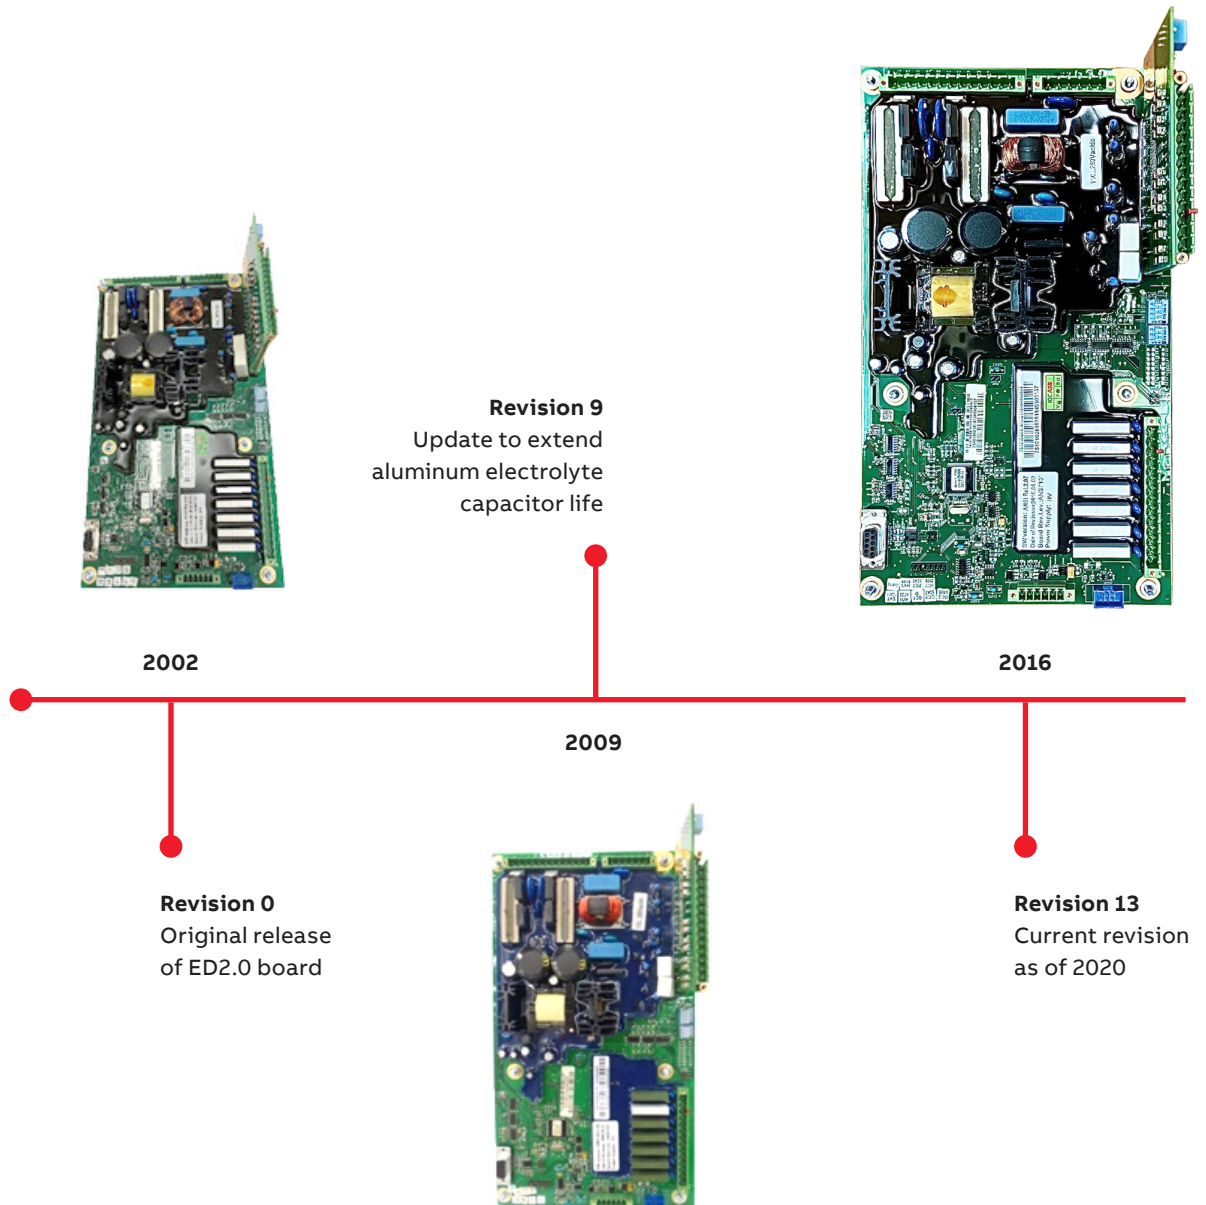 Revision 9
Update to extend
aluminum electrolyte
capacitor life
2002
2016
2009
Revision 0
Original release
of ED2.0 board
Revision 13
Current revision
as of 2020